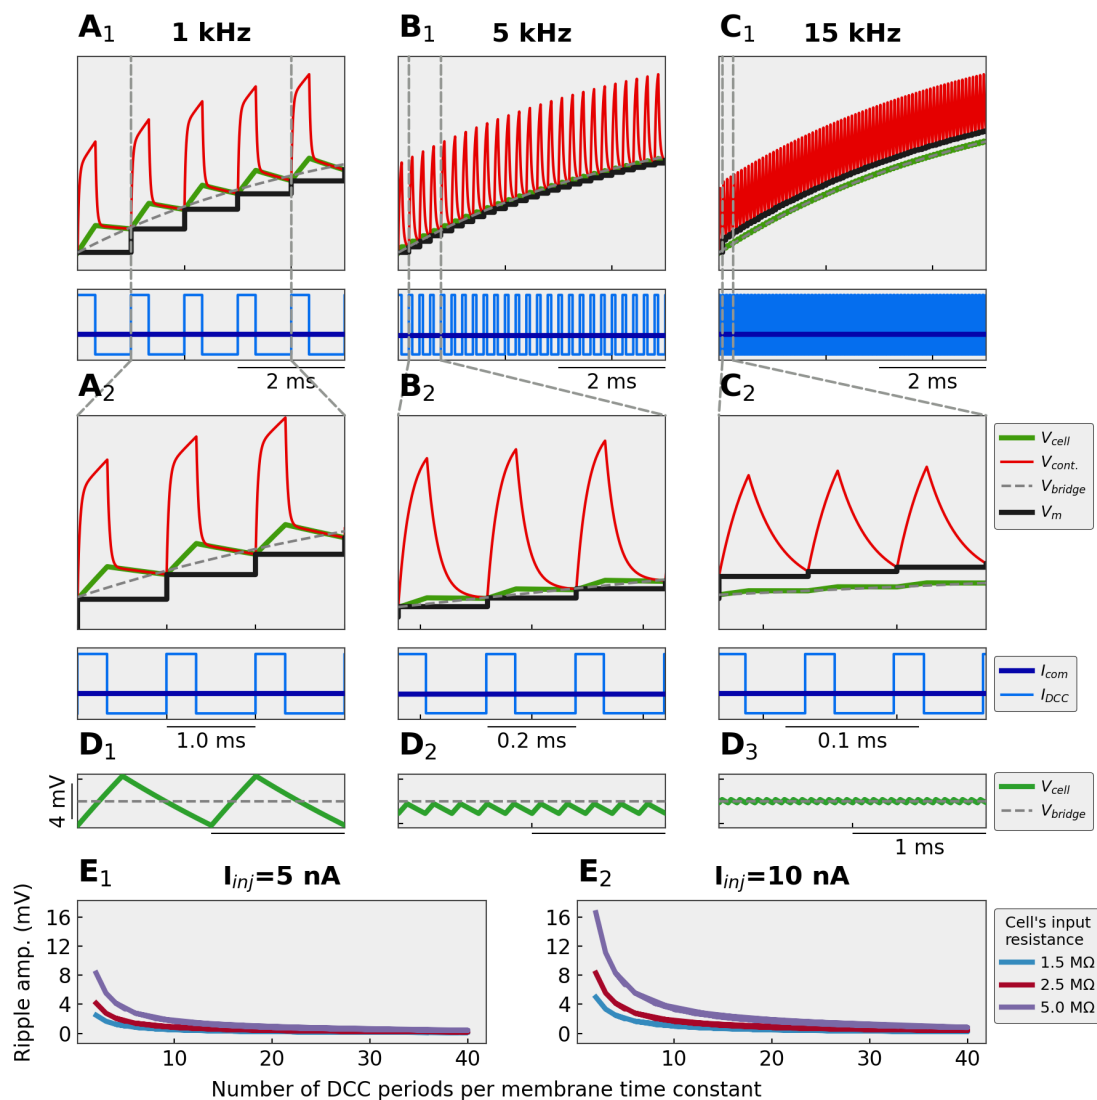 A1 1 kHz B1 5 kHz C1 15 kHz
2 ms 2 ms 2 ms
A2 B2 C2
Vcell
Vcont.
Vbridge
Vm
Icom
IDCC
1.0 ms 0.2 ms 0.1 ms
D1 D2 D3
4 mV
Vcell
Vbridge
1 ms
E1 Iinj=5 nA E2 Iinj=10 nA
Ripple amp. (mV)
16 16
12 12
8 8
4 4
0 0
10 20 30 40 10 20 30 40
Cell's input
resistance
1.5 MΩ
2.5 MΩ
5.0 MΩ
Number of DCC periods per membrane time constant